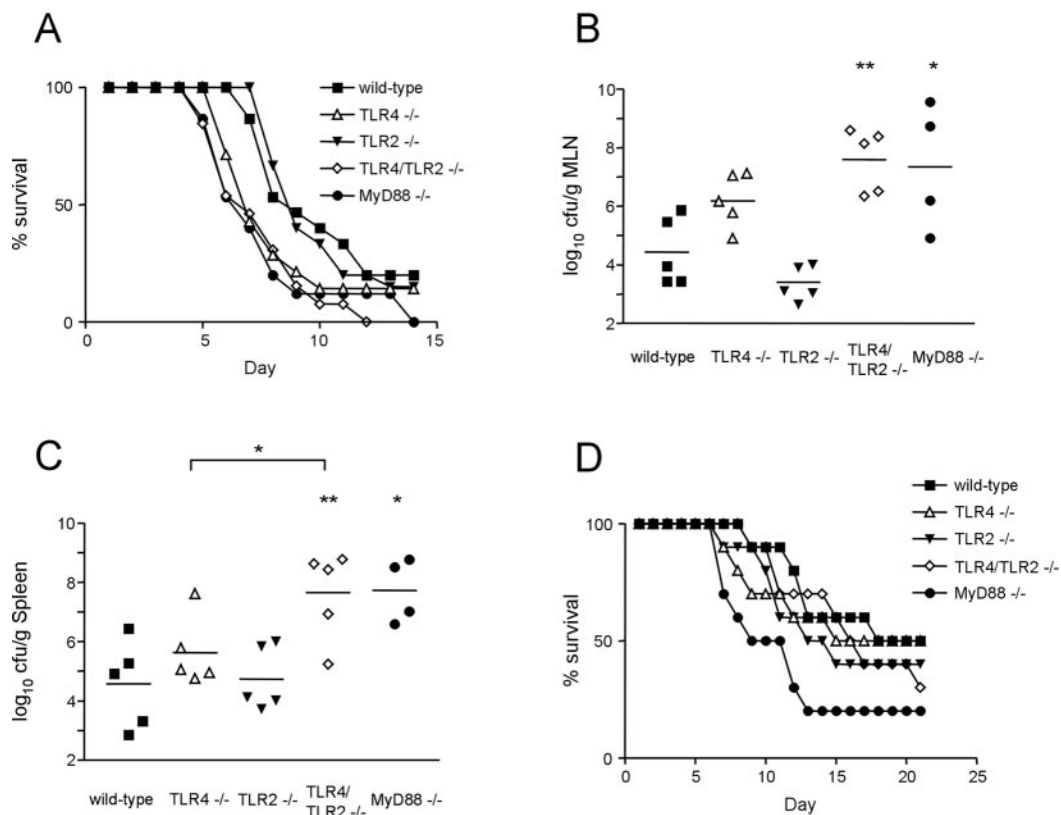 A
100
50
0
0
5
10
15
% survival
Day
wild-type
TLR4 -/-
TLR2 -/-
TLR4/TLR2 -/-
MyD88 -/-
B
**
*
10
8
6
4
2
log10 cfu/g MLN
wild-type
TLR4 -/-
TLR2 -/-
TLR4/
TLR2 -/-
MyD88 -/-
C
*
**
*
10
8
6
4
2
log10 cfu/g Spleen
wild-type
TLR4 -/-
TLR2 -/-
TLR4/
TLR2 -/-
MyD88 -/-
D
wild-type
TLR4 -/-
TLR2 -/-
TLR4/TLR2 -/-
MyD88 -/-
100
50
0
0
5
10
15
20
25
% survival
Day